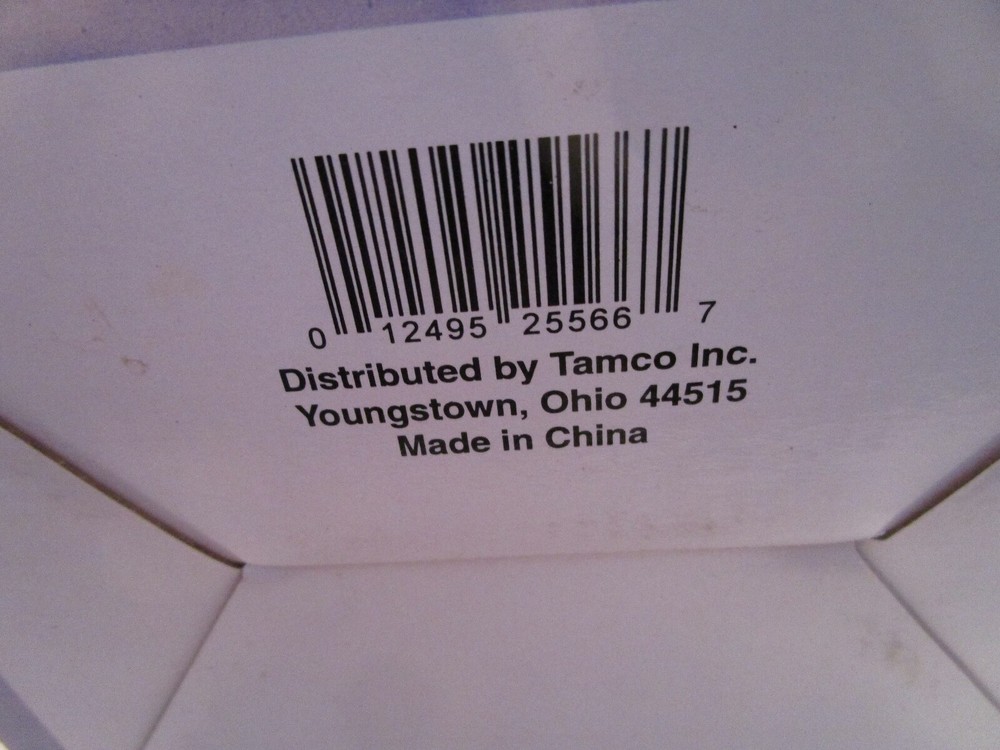 0 12495 25566 7
Distributed by Tamco Inc.
Youngstown, Ohio 44515
Made in China